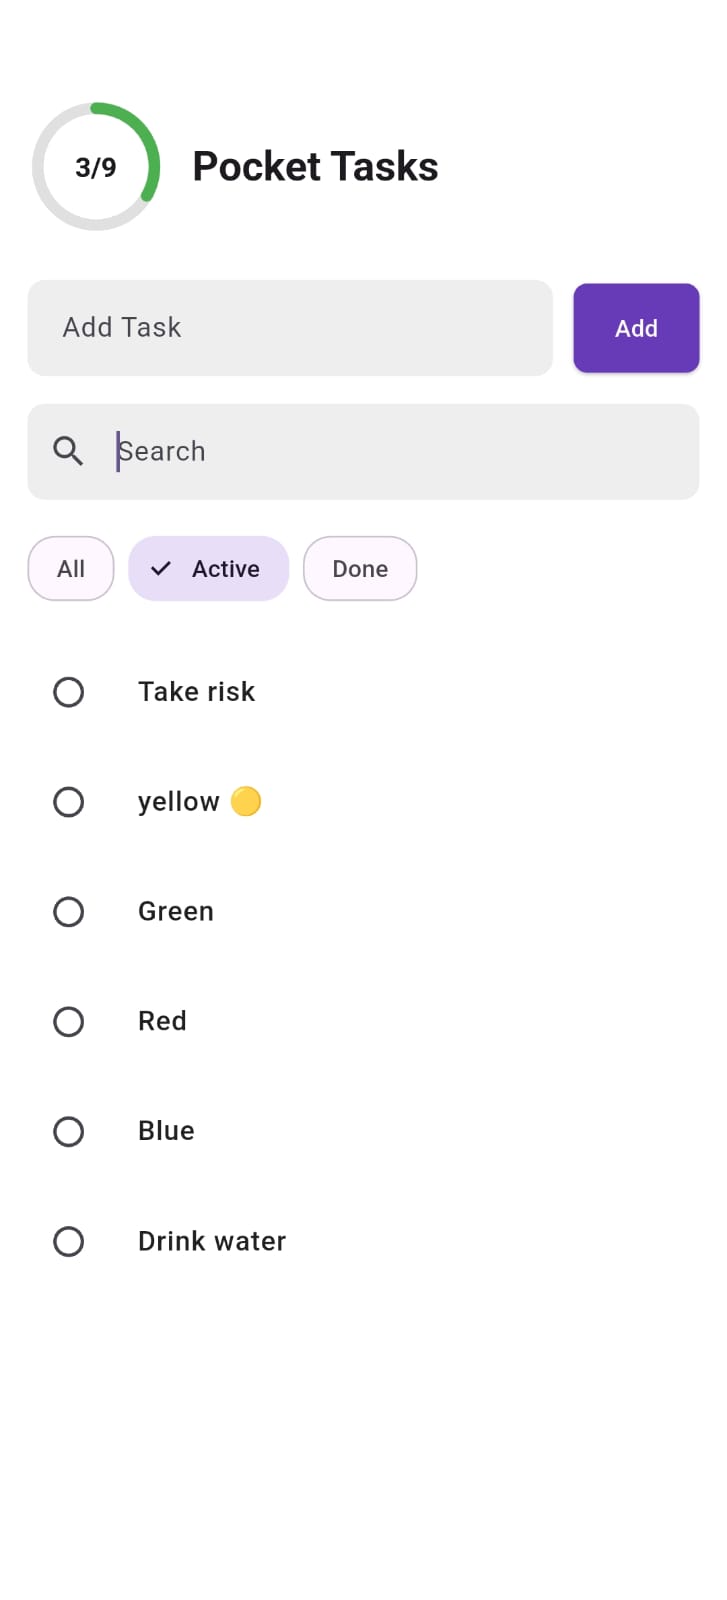 3/9
Pocket Tasks
Add Task
Add
Search
All
Active
Done
Take risk
yellow 🟡
Green
Red
Blue
Drink water